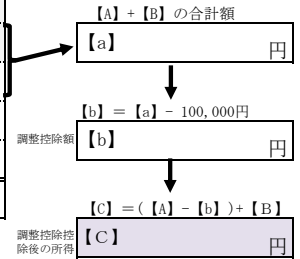 【A】+【B】の合計額
【a】
円
【b】=【a】- 100,000円
調整控除額
【b】
円
【C】=(【A】-【b】)+【B】
調整控除控
除後の所得
【C】
円